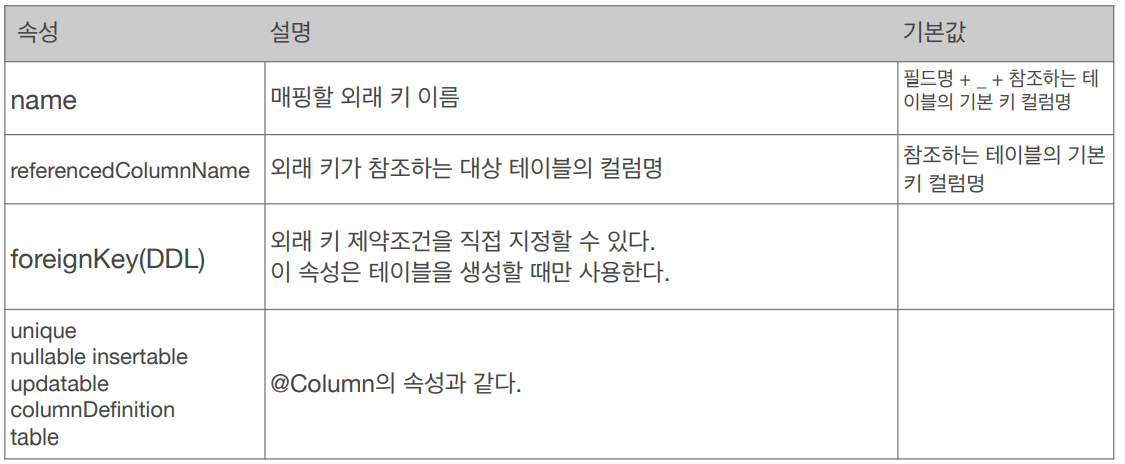 속성 설명 기본값
name 매핑할 외래 키 이름 필드명 + _ + 참조하는 테
이블의 기본 키 컬럼명
referencedColumnName 외래 키가 참조하는 대상 테이블의 컬럼명 참조하는 테이블의 기본
키 컬럼명
foreignKey(DDL) 외래 키 제약조건을 직접 지정할 수 있다.
이 속성은 테이블을 생성할 때만 사용한다.
unique
nullable insertable
updatable
columnDefinition
table
@Column의 속성과 같다.